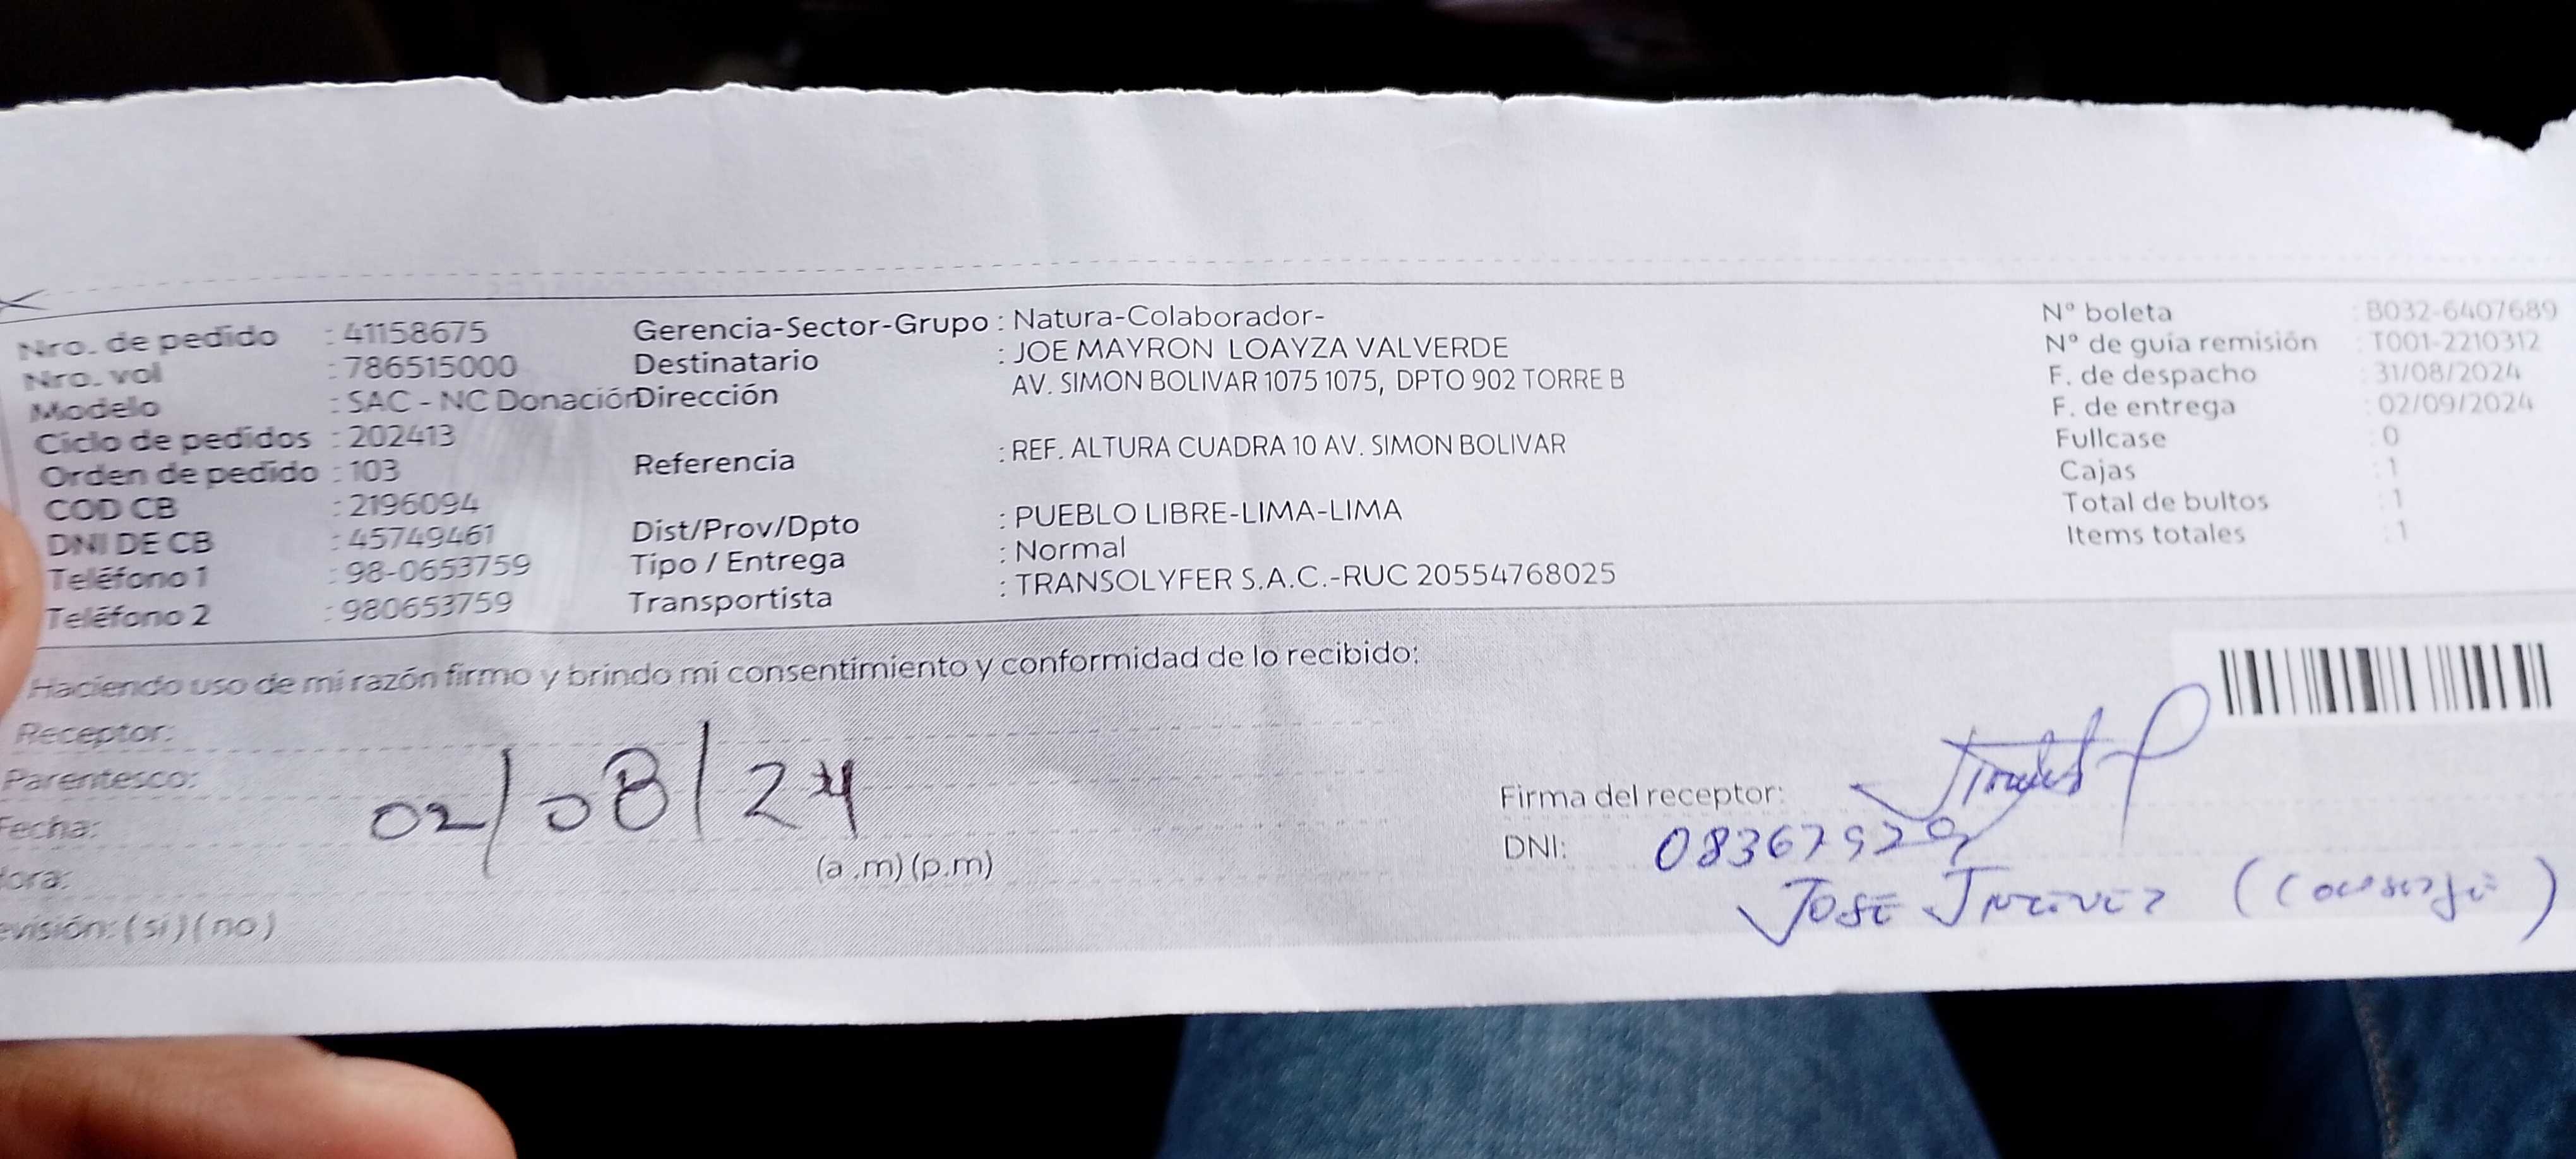 Nro. de pedido : 41158675
Nro. vol : 786515000
Modelo : SAC - NC Donación
Ciclo de pedidos : 202413
Orden de pedido : 103
COD CB : 2196094
DNI DE CB : 45749461
Teléfono 1 : 98-0653759
Teléfono 2 : 980653759
Gerencia-Sector-Grupo : Natura-Colaborador-
Destinatario : JOE MAYRON LOAYZA VALVERDE
Dirección AV. SIMON BOLIVAR 1075 1075, DPTO 902 TORRE B
Referencia : REF. ALTURA CUADRA 10 AV. SIMON BOLIVAR
Dist/Prov/Dpto : PUEBLO LIBRE-LIMA-LIMA
Tipo / Entrega : Normal
Transportista : TRANSOLYFER S.A.C.-RUC 20554768025
N° boleta : B032-6407689
N° de guía remisión : T001-2210312
F. de despacho : 31/08/2024
F. de entrega : 02/09/2024
Fullcase : 0
Cajas : 1
Total de bultos : 1
Items totales : 1
Haciendo uso de mi razón firmo y brindo mi consentimiento y conformidad de lo recibido:
Receptor:
Parentesco:
Fecha: 02/08/24
ora: (a .m) (p.m)
evisión: ( si ) ( no )
Firma del receptor:
DNI: 08367929
JOSE